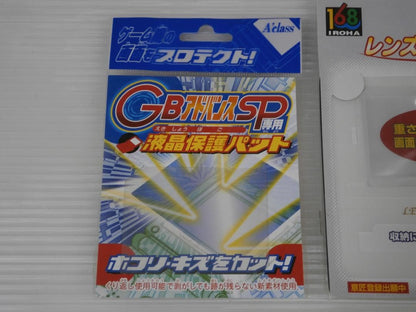 ゲーム機の
画面をプロテクト!
A'class
GBアドバンスSP
専用
えきしょうほご
液晶保護パット
ホコリ・キズをカット!
くり返し使用可能で剥がしても跡が残らない新素材使用
168
IROHA
レンズ
重さ
画面
収納に
意匠登録出願中